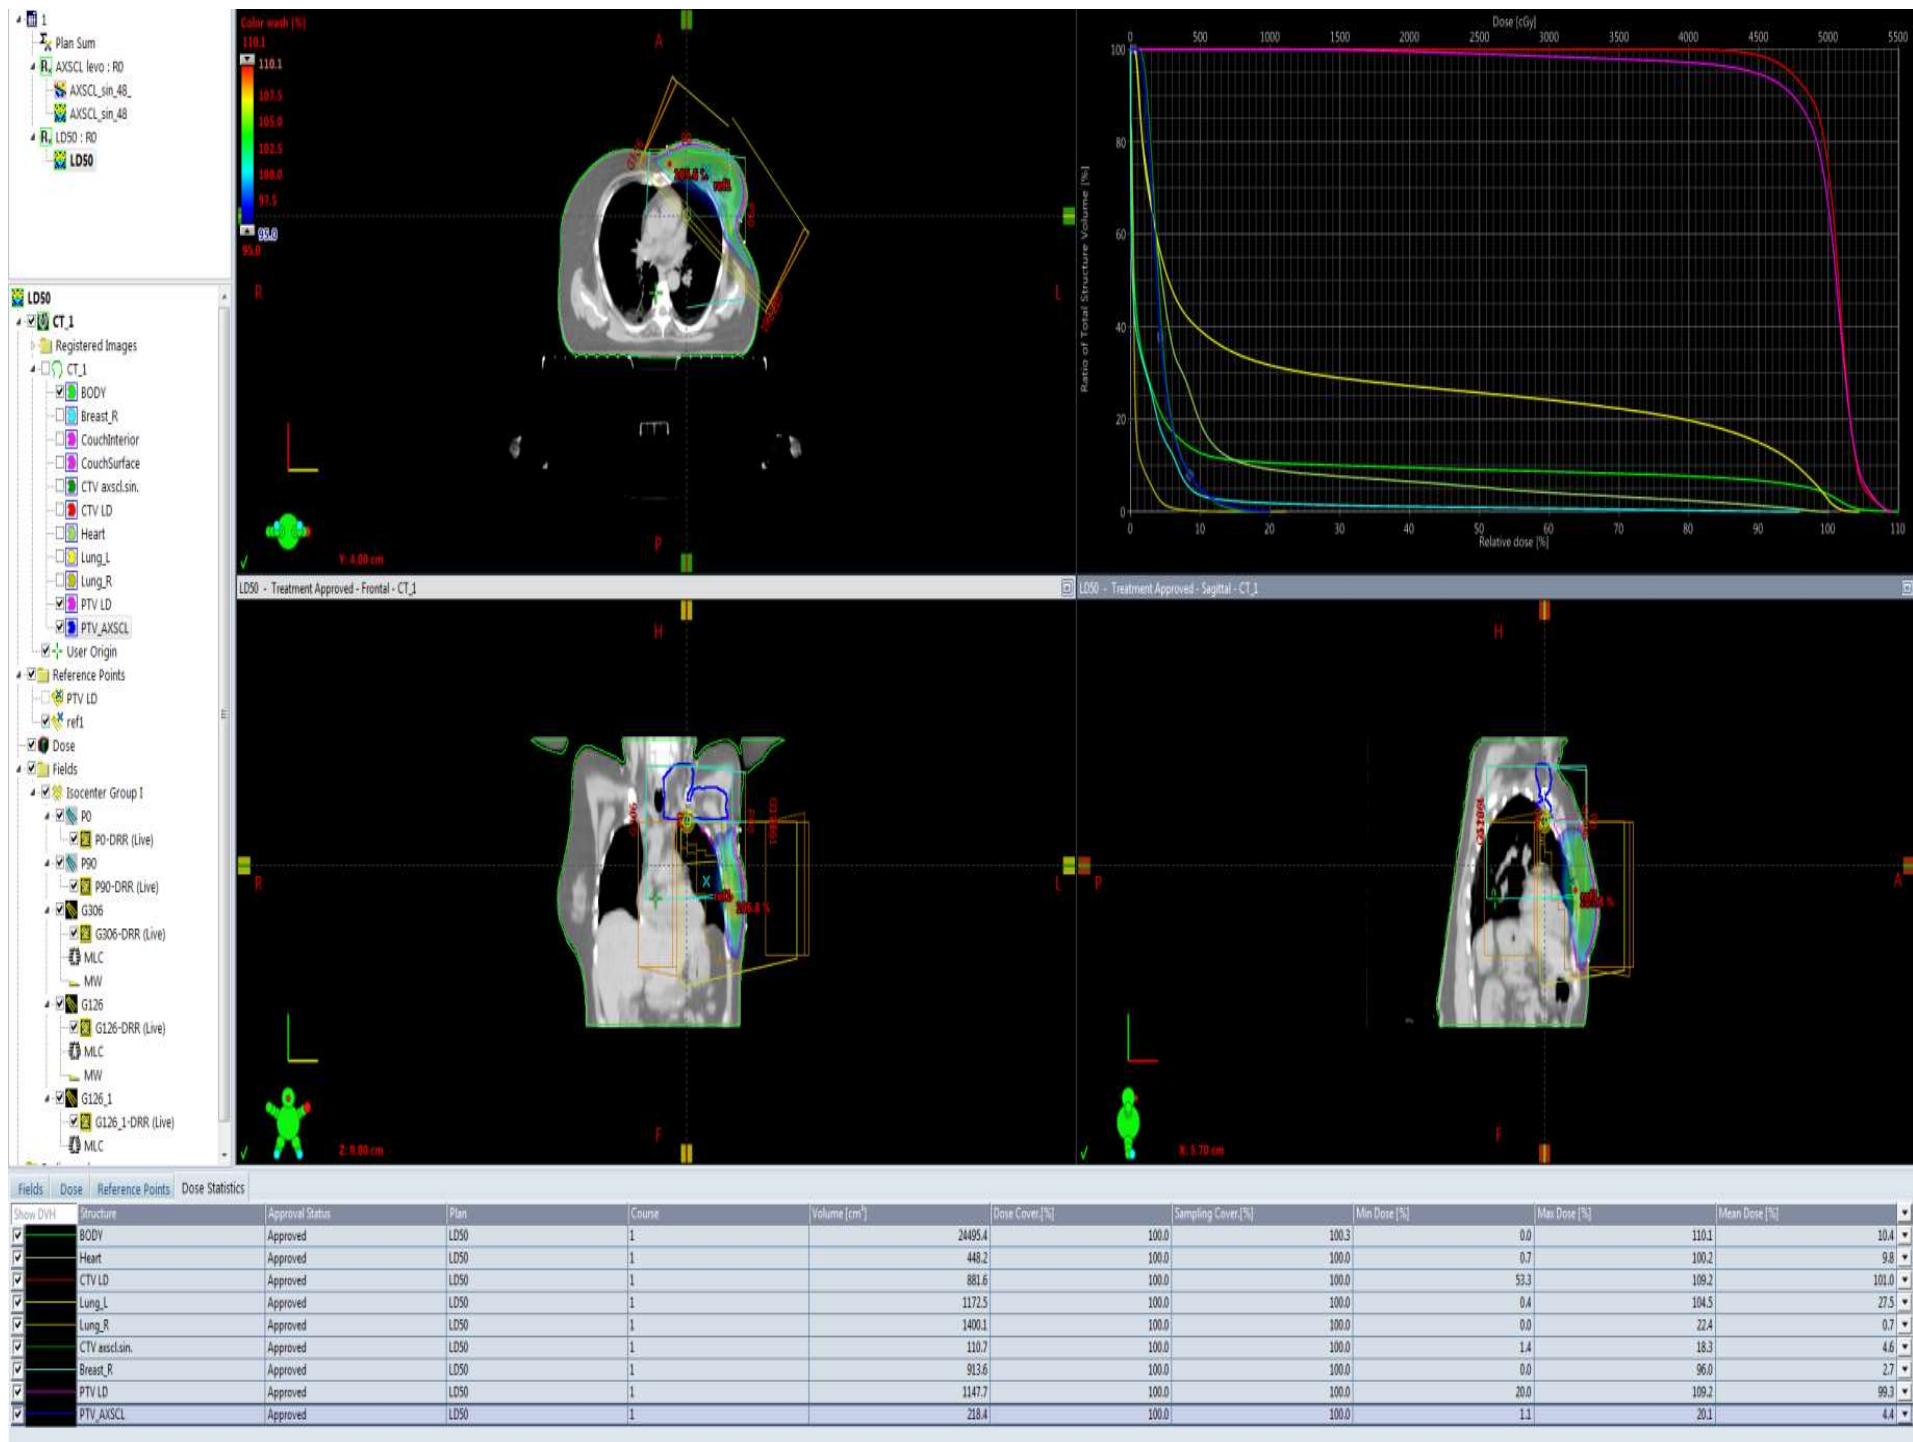 1
Plan Sum
AXSCL levo : R0
AXSCL_sin_48_
AXSCL_sin_48
LD50 : R0
LD50
LD50
CT_1
Registered Images
CT_1
BODY
Breast_R
CouchInterior
CouchSurface
CTV axscl.sin.
CTV LD
Heart
Lung_L
Lung_R
PTV LD
PTV_AXSCL
User Origin
Reference Points
PTV LD
ref1
Dose
Fields
Isocenter Group I
P0
P0-DRR (Live)
P90
P90-DRR (Live)
G306
G306-DRR (Live)
MLC
MW
G126
G126-DRR (Live)
MLC
MW
G126_1
G126_1-DRR (Live)
MLC
Color wash [%]
110.1
110.1
107.5
105.0
102.5
100.0
97.5
95.0
95.0
A
R
L
P
ref1
Y: 4.00 cm
Dose [cGy]
0 500 1000 1500 2000 2500 3000 3500 4000 4500 5000 5500
Ratio of Total Structure Volume [%]
100
80
60
40
20
0
0 10 20 30 40 50 60 70 80 90 100 110
Relative dose [%]
LD50 - Treatment Approved - Frontal - CT_1
H
R
L
F
Z: 9.80 cm
LD50 - Treatment Approved - Sagittal - CT_1
H
P
A
F
X: 5.70 cm
Fields Dose Reference Points Dose Statistics
Show DVH Structure Approval Status Plan Course Volume [cm³] Dose Cover.[%] Sampling Cover.[%] Min Dose [%] Max Dose [%] Mean Dose [%]
BODY Approved LD50 1 24495.4 100.0 100.3 0.0 110.1 10.4
Heart Approved LD50 1 448.2 100.0 100.0 0.7 100.2 9.8
CTV LD Approved LD50 1 881.6 100.0 100.0 53.3 109.2 101.0
Lung_L Approved LD50 1 1172.5 100.0 100.0 0.4 104.5 27.5
Lung_R Approved LD50 1 1400.1 100.0 100.0 0.0 22.4 0.7
CTV axscl.sin. Approved LD50 1 110.7 100.0 100.0 1.4 18.3 4.6
Breast_R Approved LD50 1 913.6 100.0 100.0 0.0 96.0 2.7
PTV LD Approved LD50 1 1147.7 100.0 100.0 20.0 109.2 99.3
PTV_AXSCL Approved LD50 1 218.4 100.0 100.0 1.1 20.1 4.4